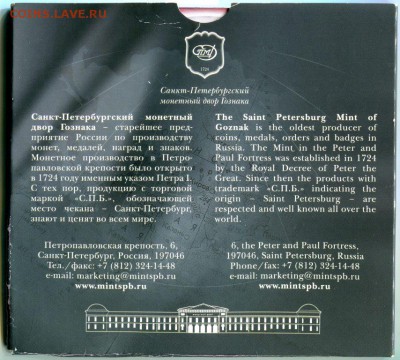 COINS.LAVE.RU
СПМД
1724
Санкт-Петербургский
монетный двор Гознака
Санкт-Петербургский монетный
двор Гознака – старейшее пред-
приятие России по производству
монет, медалей, наград и знаков.
Монетное производство в Петро-
павловской крепости было открыто
в 1724 году именным указом Петра I.
С тех пор, продукцию с торговой
маркой «С.П.Б.», обозначающей
место чекана – Санкт-Петербург,
знают и ценят во всем мире.
Петропавловская крепость, 6,
Санкт-Петербург, Россия, 197046
Тел./факс: +7 (812) 324-14-48
e-mail: marketing@mintspb.ru
www.mintspb.ru
The Saint Petersburg Mint of
Goznak is the oldest producer of
coins, medals, orders and badges in
Russia. The Mint in the Peter and
Paul Fortress was established in 1724
by the Royal Decree of Peter the
Great. Since then the products with
trademark «С.П.Б.» indicating the
origin – Saint Petersburg – are
respected and well known all over the
world.
6, the Peter and Paul Fortress,
197046, Saint Petersburg, Russia
Phone/fax: +7 (812) 324-14-48
e-mail: marketing@mintspb.ru
www.mintspb.ru